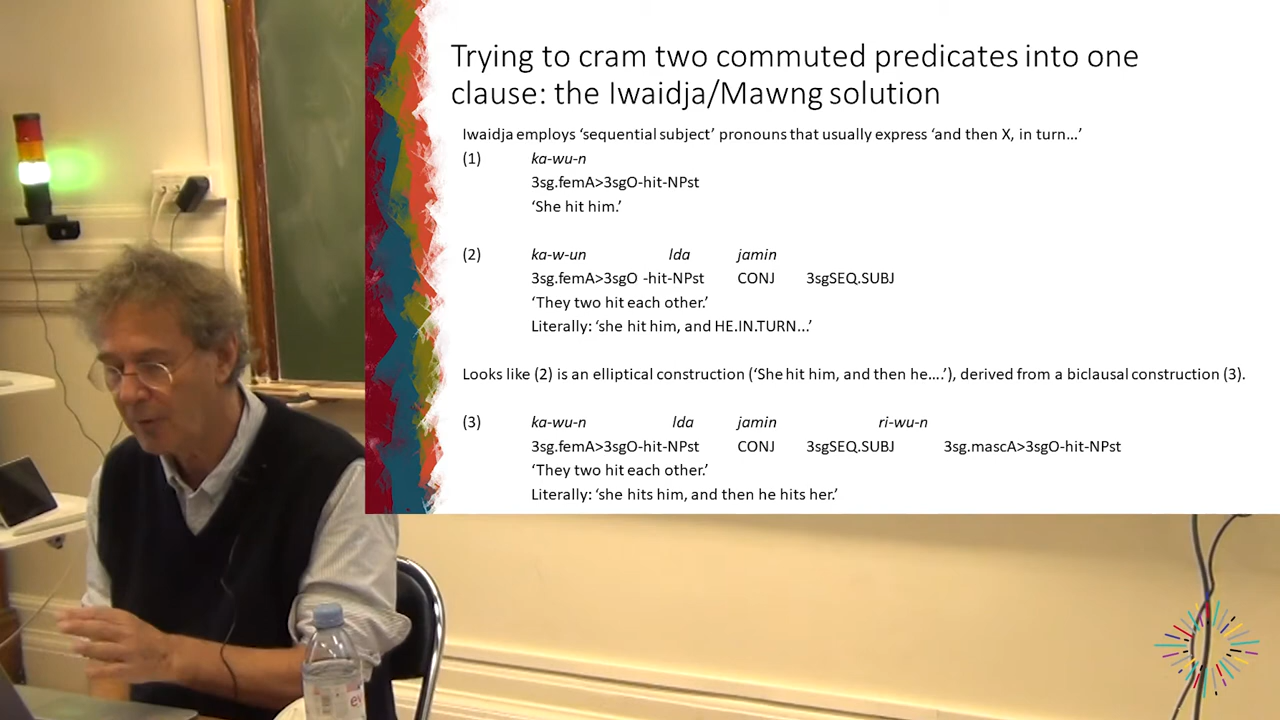 Trying to cram two commuted predicates into one
clause: the Iwaidja/Mawng solution
Iwaidja employs ‘sequential subject’ pronouns that usually express ‘and then X, in turn…’
(1) ka-wu-n
3sg.femA>3sgO-hit-NPst
‘She hit him.’
(2) ka-w-un lda jamin
3sg.femA>3sgO -hit-NPst CONJ 3sgSEQ.SUBJ
‘They two hit each other.’
Literally: ‘she hit him, and HE.IN.TURN…’
Looks like (2) is an elliptical construction (‘She hit him, and then he….’), derived from a biclausal construction (3).
(3) ka-wu-n lda jamin ri-wu-n
3sg.femA>3sgO-hit-NPst CONJ 3sgSEQ.SUBJ 3sg.mascA>3sgO-hit-NPst
‘They two hit each other.’
Literally: ‘she hits him, and then he hits her.’